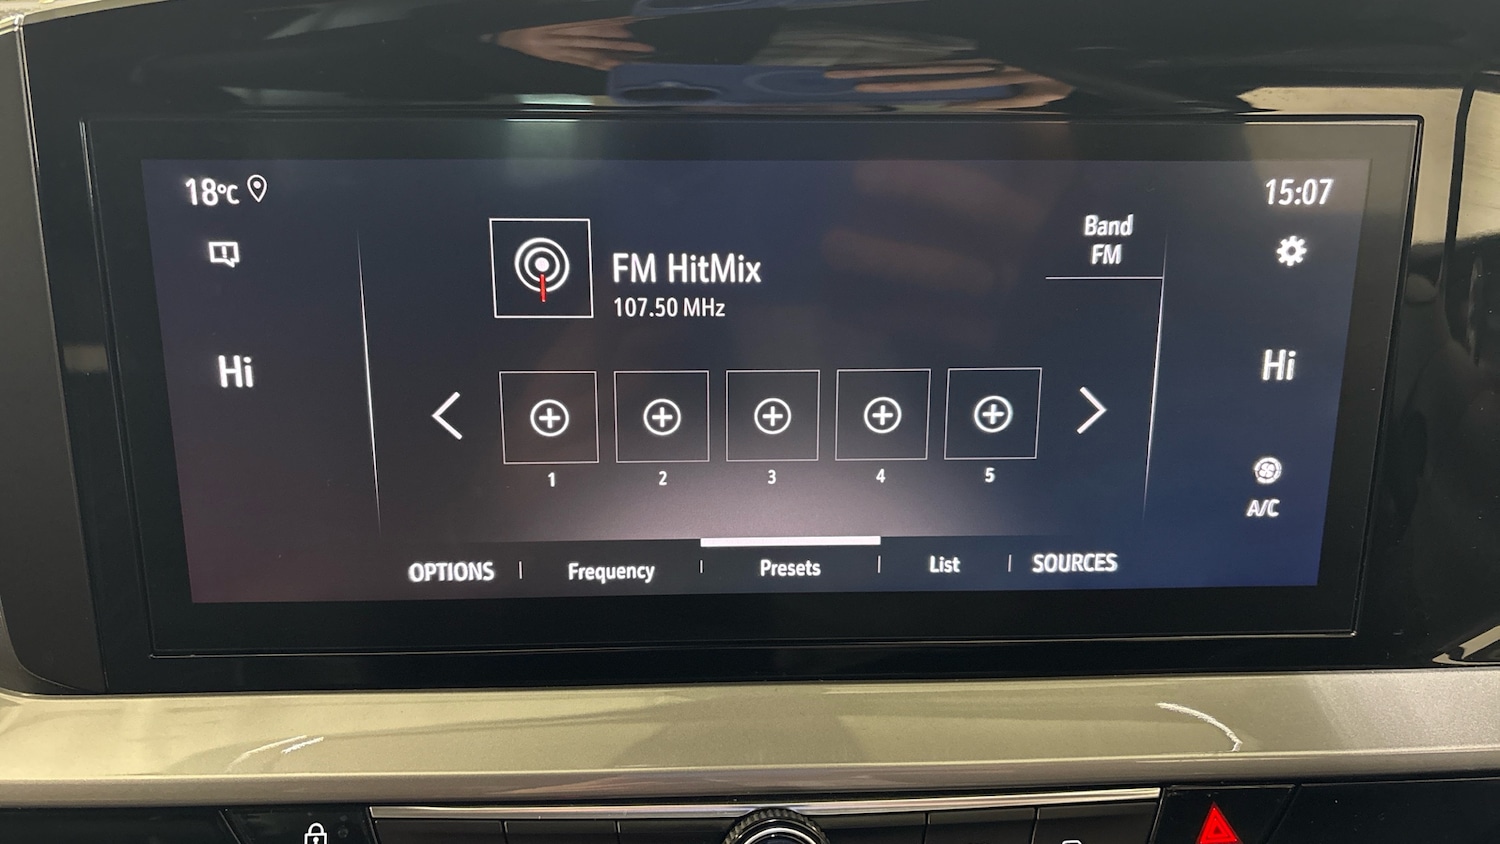 18°C
15:07
Band
FM
FM HitMix
107.50 MHz
Hi
Hi
1 2 3 4 5
A/C
OPTIONS | Frequency | Presets | List | SOURCES